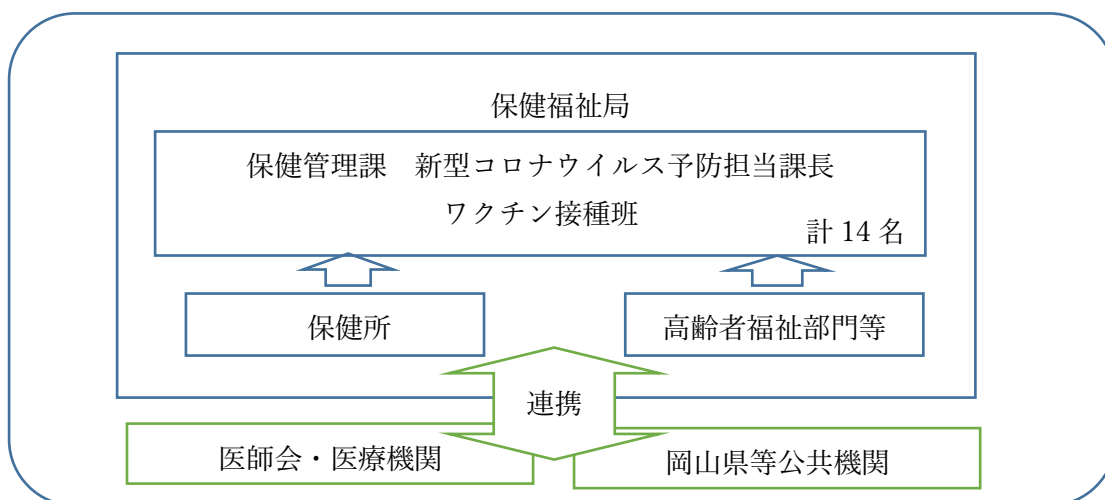 保健福祉局
保健管理課　新型コロナウイルス予防担当課長
ワクチン接種班
計 14 名
保健所
高齢者福祉部門等
連携
医師会・医療機関
岡山県等公共機関